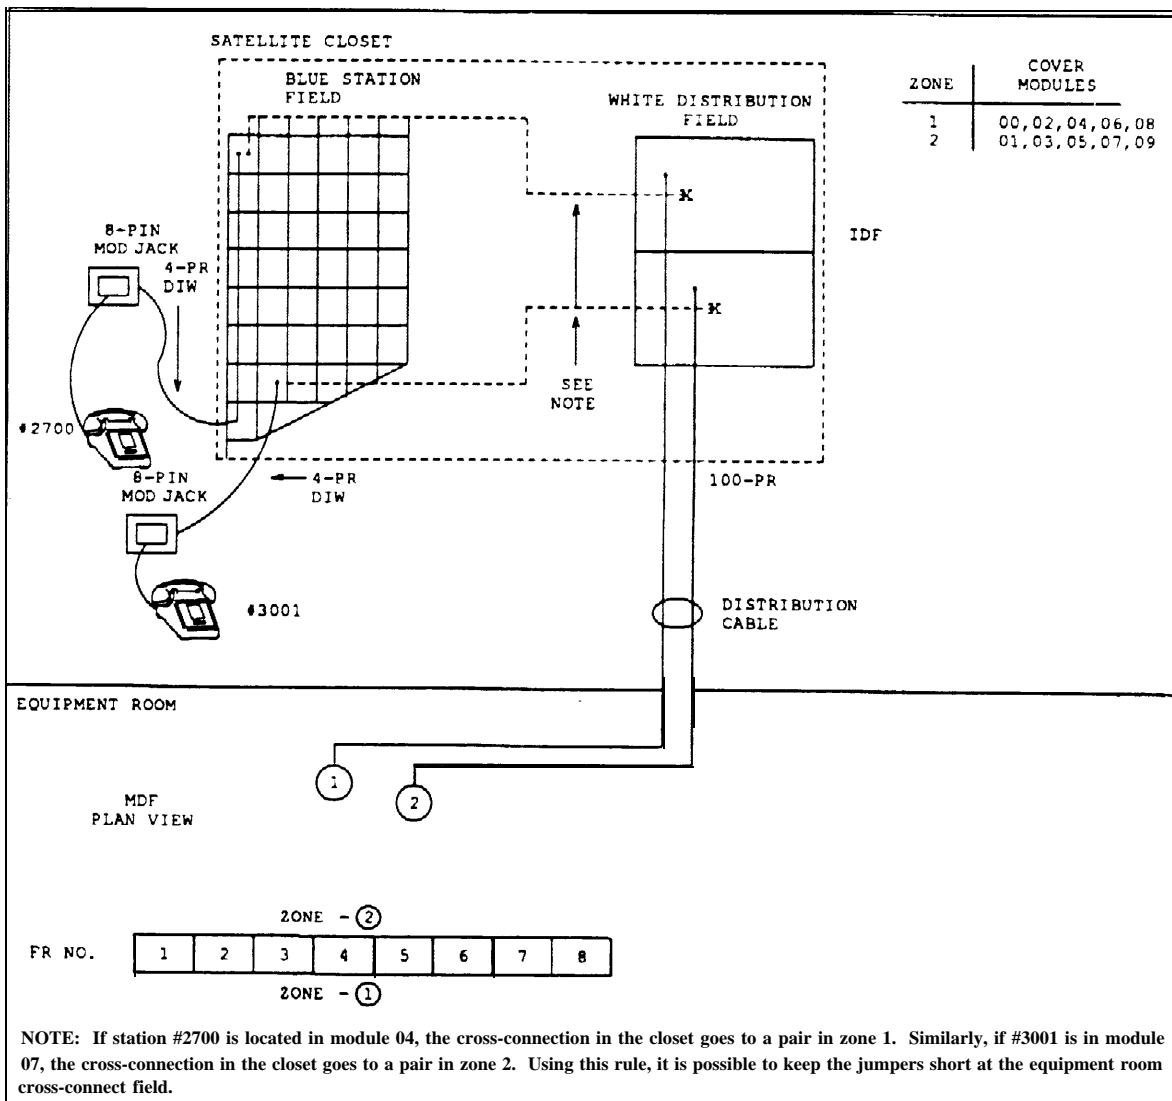 SATELLITE CLOSET
BLUE STATION
FIELD
WHITE DISTRIBUTION
FIELD
ZONE
COVER
MODULES
1 00,02,04,06,08
2 01,03,05,07,09
8-PIN
MOD JACK
4-PR
DIW
IDF
SEE
NOTE
#2700
8-PIN
MOD JACK
4-PR
DIW
100-PR
#3001
DISTRIBUTION
CABLE
EQUIPMENT ROOM
1
2
MDF
PLAN VIEW
ZONE - 2
FR NO. 1 2 3 4 5 6 7 8
ZONE - 1
NOTE: If station #2700 is located in module 04, the cross-connection in the closet goes to a pair in zone 1. Similarly, if #3001 is in module
07, the cross-connection in the closet goes to a pair in zone 2. Using this rule, it is possible to keep the jumpers short at the equipment room
cross-connect field.